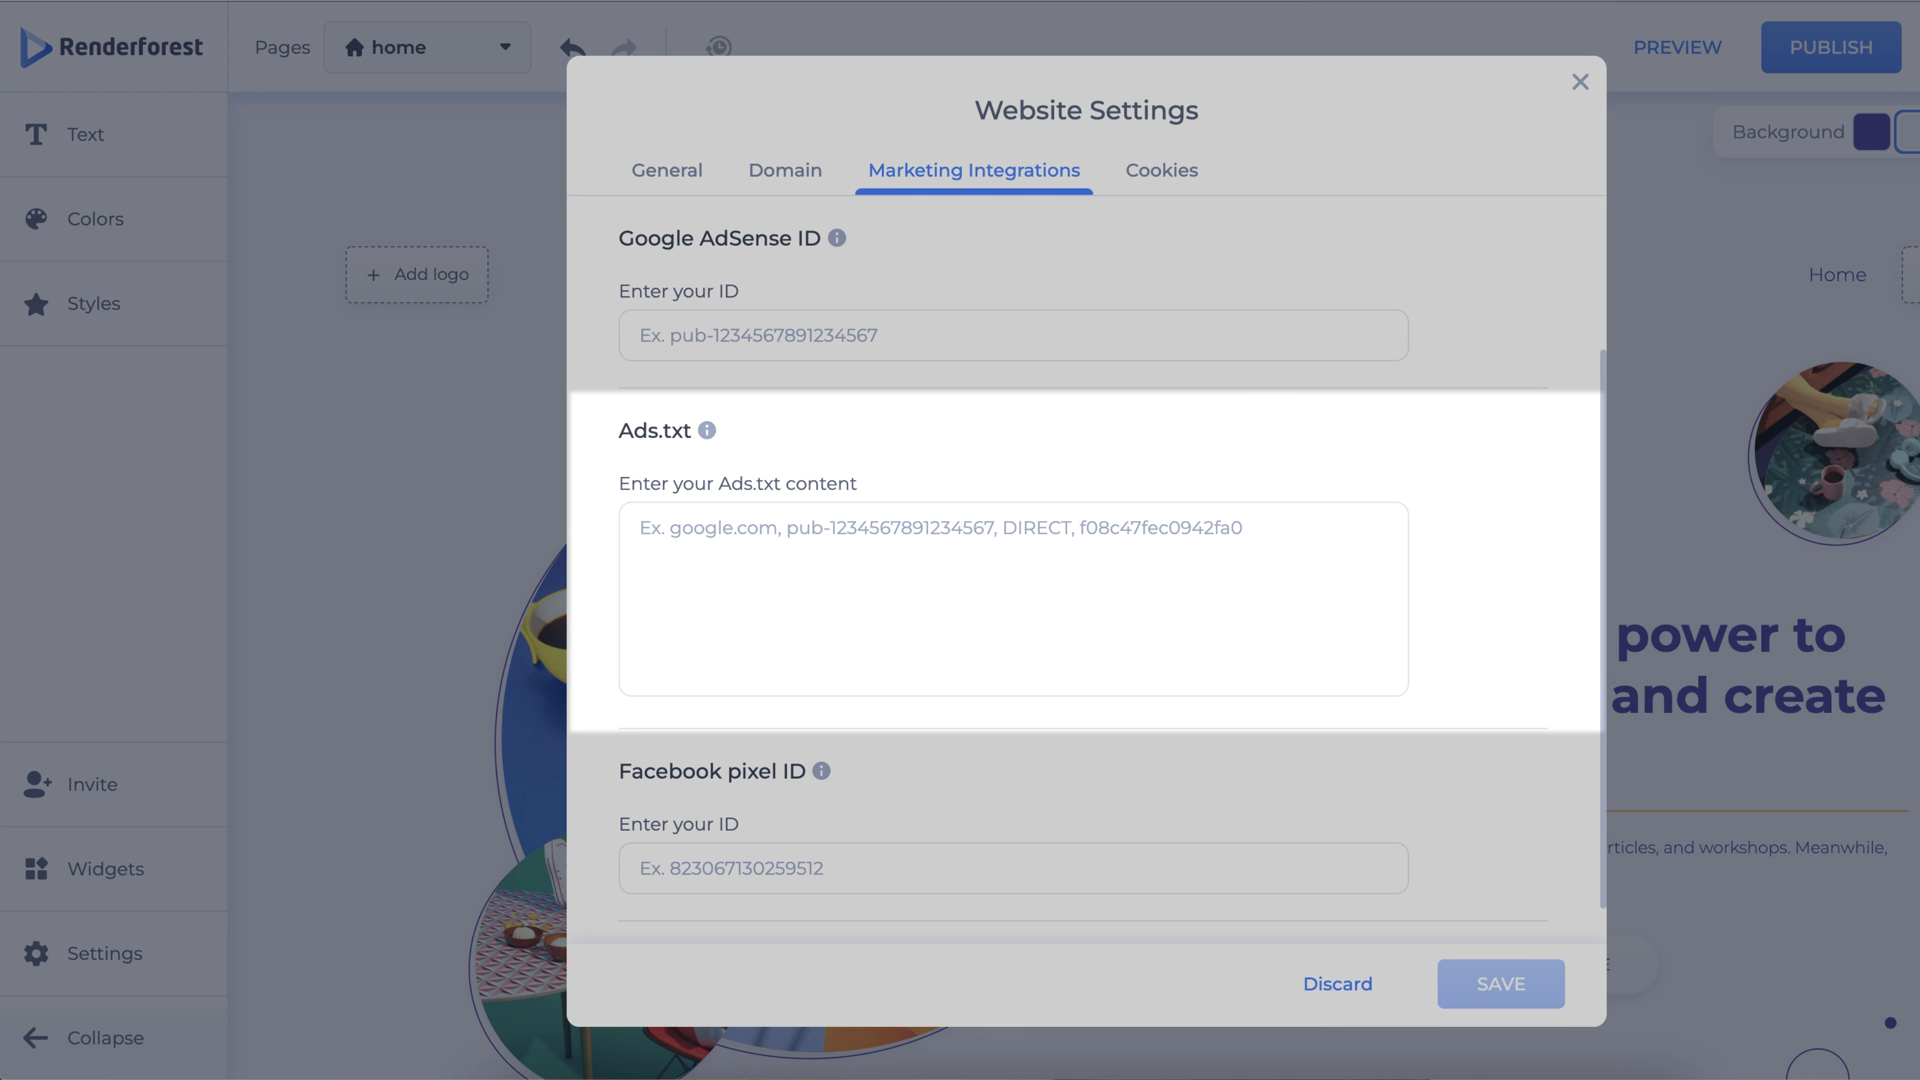 Renderforest
Pages
home
PREVIEW
PUBLISH
Text
Colors
Styles
Invite
Widgets
Settings
Collapse
+ Add logo
Background
Home
Website Settings
General
Domain
Marketing Integrations
Cookies
Google AdSense ID
Enter your ID
Ex. pub-1234567891234567
Ads.txt
Enter your Ads.txt content
Ex. google.com, pub-1234567891234567, DIRECT, f08c47fec0942fa0
Facebook pixel ID
Enter your ID
Ex. 823067130259512
Discard
SAVE
power to
and create
and workshops. Meanwhile,